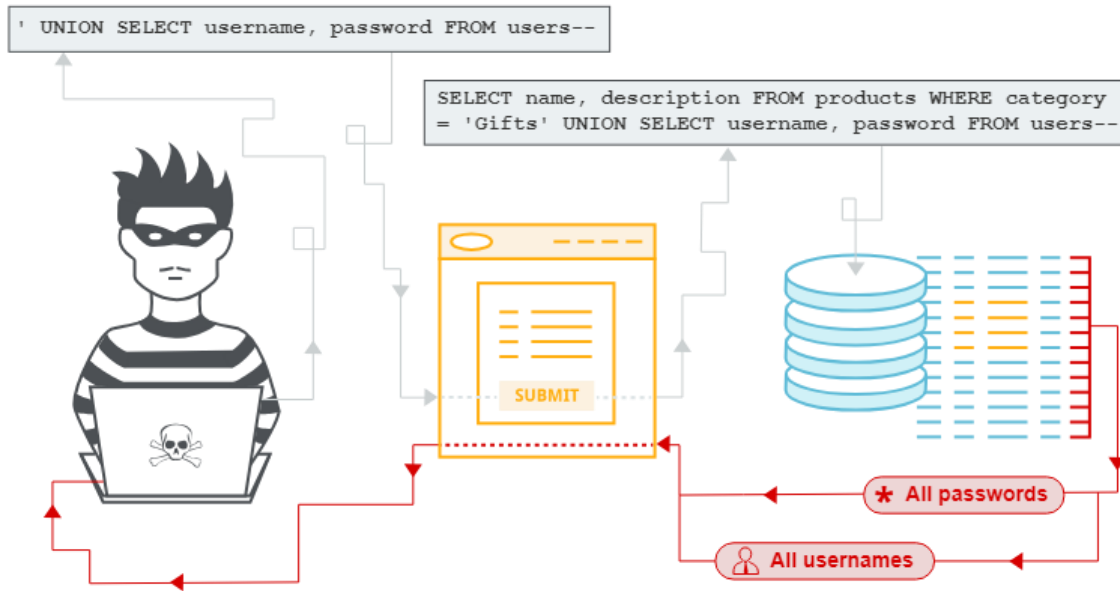 ' UNION SELECT username, password FROM users--
SELECT name, description FROM products WHERE category
= 'Gifts' UNION SELECT username, password FROM users--
SUBMIT
* All passwords
All usernames